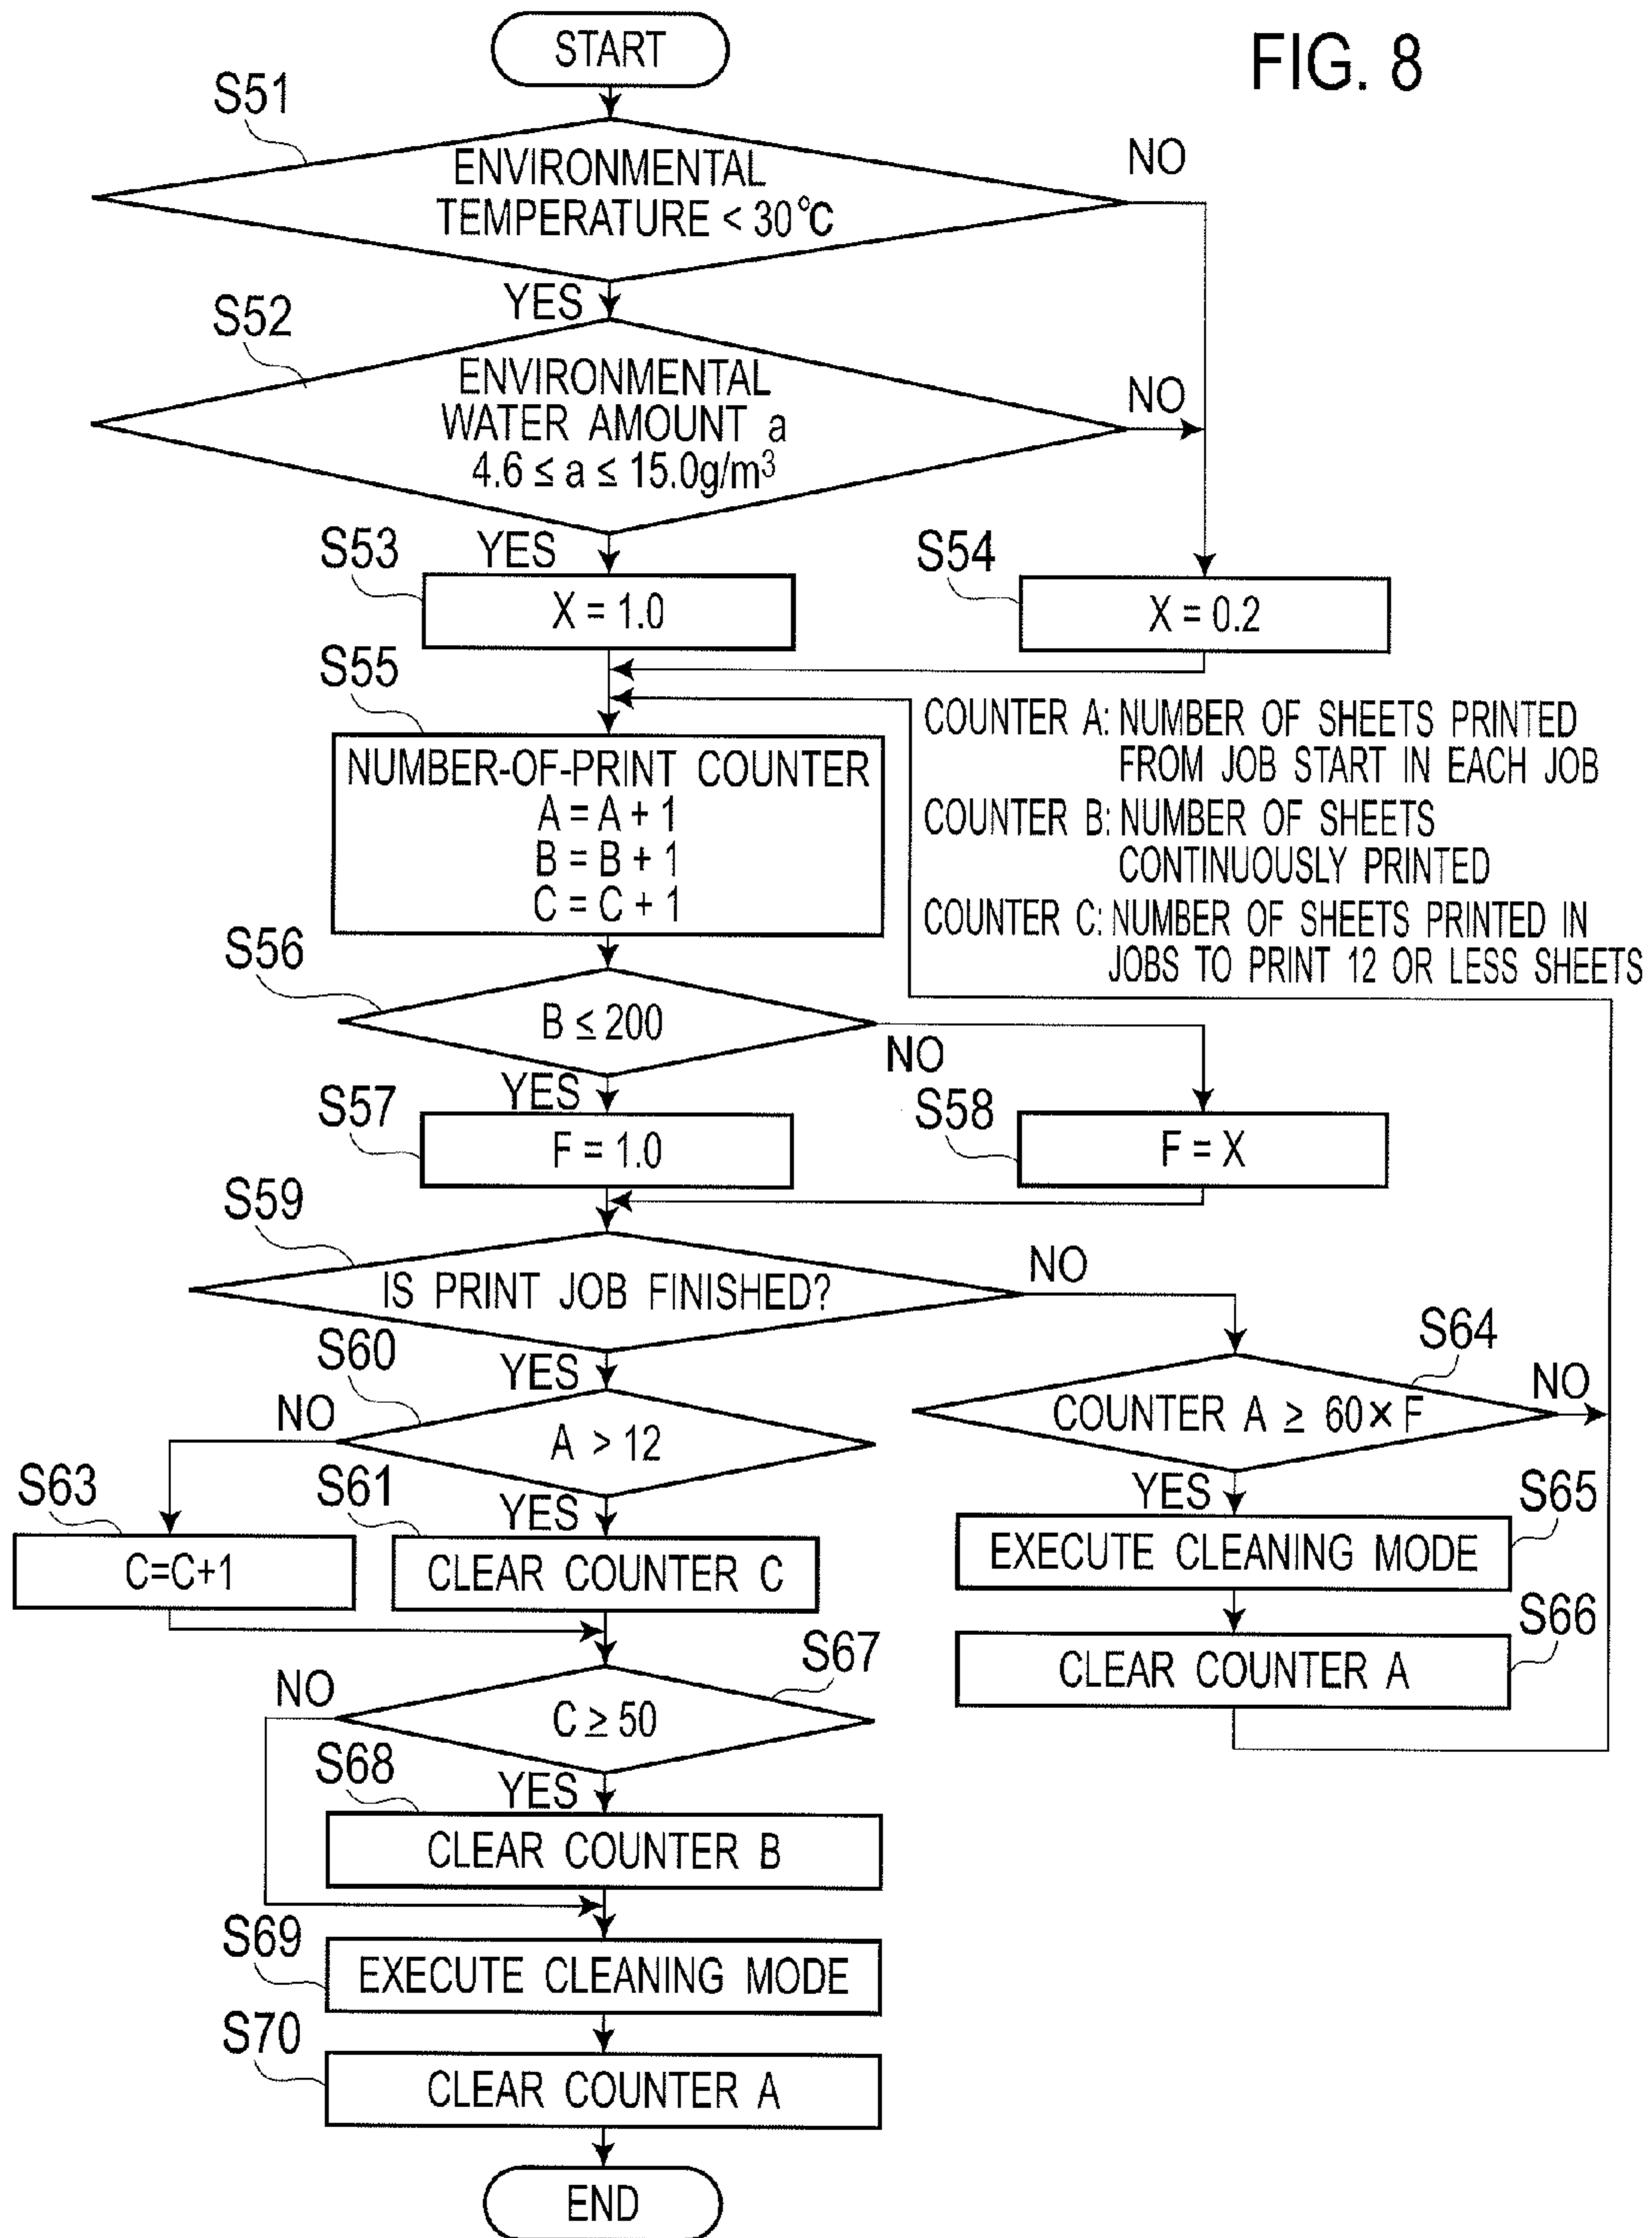 FIG. 8
START
S51
ENVIRONMENTAL
TEMPERATURE < 30°C
NO
YES
S52
ENVIRONMENTAL
WATER AMOUNT a
4.6 ≤ a ≤ 15.0g/m³
NO
YES
S53
X = 1.0
S54
X = 0.2
S55
NUMBER-OF-PRINT COUNTER
A = A + 1
B = B + 1
C = C + 1
COUNTER A: NUMBER OF SHEETS PRINTED
FROM JOB START IN EACH JOB
COUNTER B: NUMBER OF SHEETS
CONTINUOUSLY PRINTED
COUNTER C: NUMBER OF SHEETS PRINTED IN
JOBS TO PRINT 12 OR LESS SHEETS
S56
B ≤ 200
NO
YES
S57
F = 1.0
S58
F = X
S59
IS PRINT JOB FINISHED?
NO
YES
S60
A > 12
NO
YES
S64
COUNTER A ≥ 60 × F
NO
YES
S63
C=C+1
S61
CLEAR COUNTER C
S65
EXECUTE CLEANING MODE
S66
CLEAR COUNTER A
S67
C ≥ 50
NO
YES
S68
CLEAR COUNTER B
S69
EXECUTE CLEANING MODE
S70
CLEAR COUNTER A
END